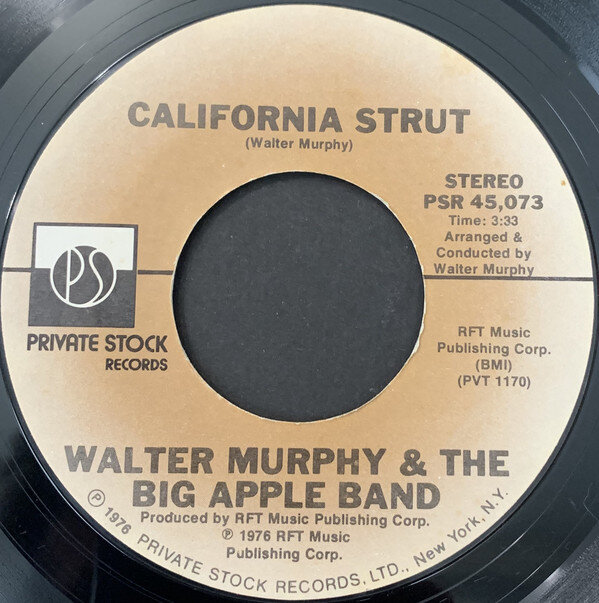 CALIFORNIA STRUT
(Walter Murphy)
STEREO
PSR 45,073
Time: 3:33
Arranged &
Conducted by
Walter Murphy
PS
PRIVATE STOCK
RECORDS
RFT Music
Publishing Corp.
(BMI)
(PVT 1170)
WALTER MURPHY & THE
BIG APPLE BAND
Produced by RFT Music Publishing Corp.
℗ 1976 RFT Music
Publishing Corp.
℗ 1976 PRIVATE STOCK RECORDS, LTD., New York, N.Y.